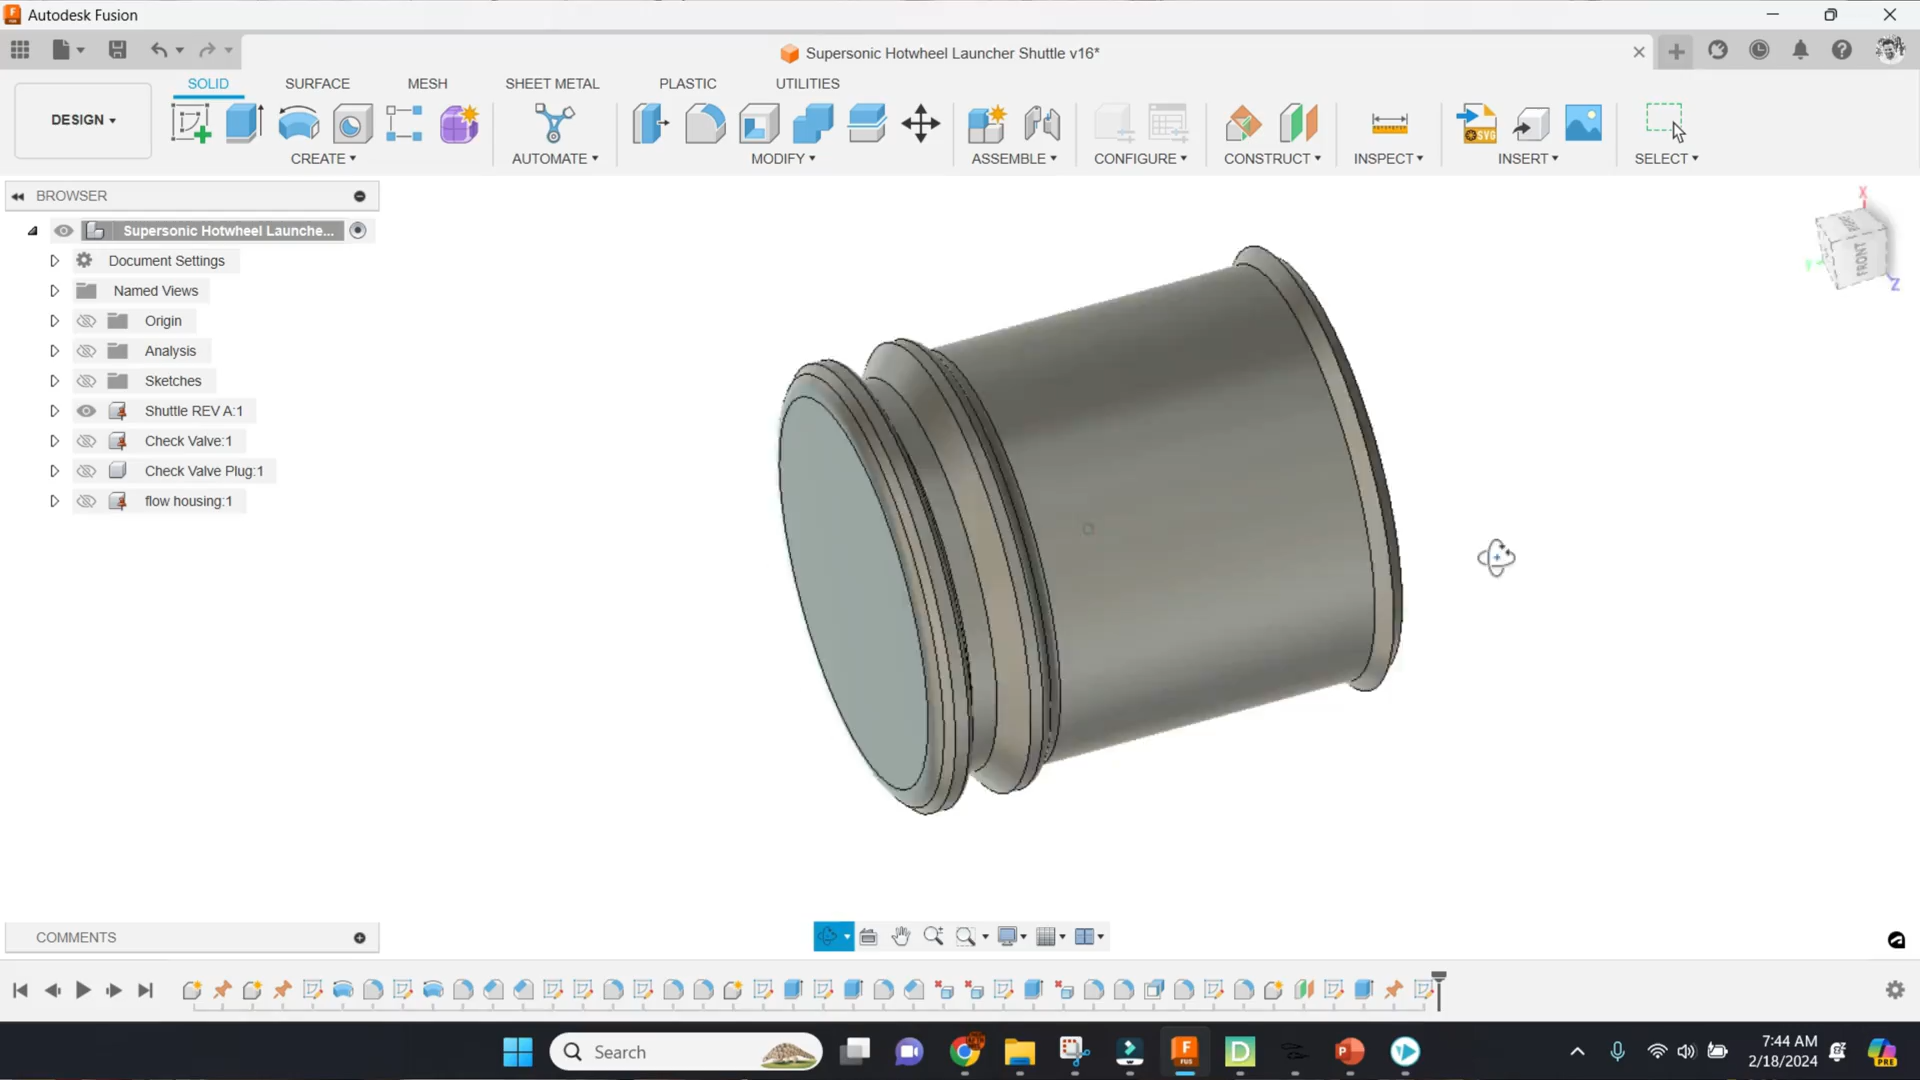 Autodesk Fusion
Supersonic Hotwheel Launcher Shuttle v16*
SOLID SURFACE MESH SHEET METAL PLASTIC UTILITIES
DESIGN
CREATE AUTOMATE MODIFY ASSEMBLE CONFIGURE CONSTRUCT INSPECT INSERT SELECT
SVG
BROWSER
Supersonic Hotwheel Launche...
Document Settings
Named Views
Origin
Analysis
Sketches
Shuttle REV A:1
Check Valve:1
Check Valve Plug:1
flow housing:1
X
FRONT
Y
Z
COMMENTS
Search
F
FUS
D
P
7:44 AM
2/18/2024
PRE